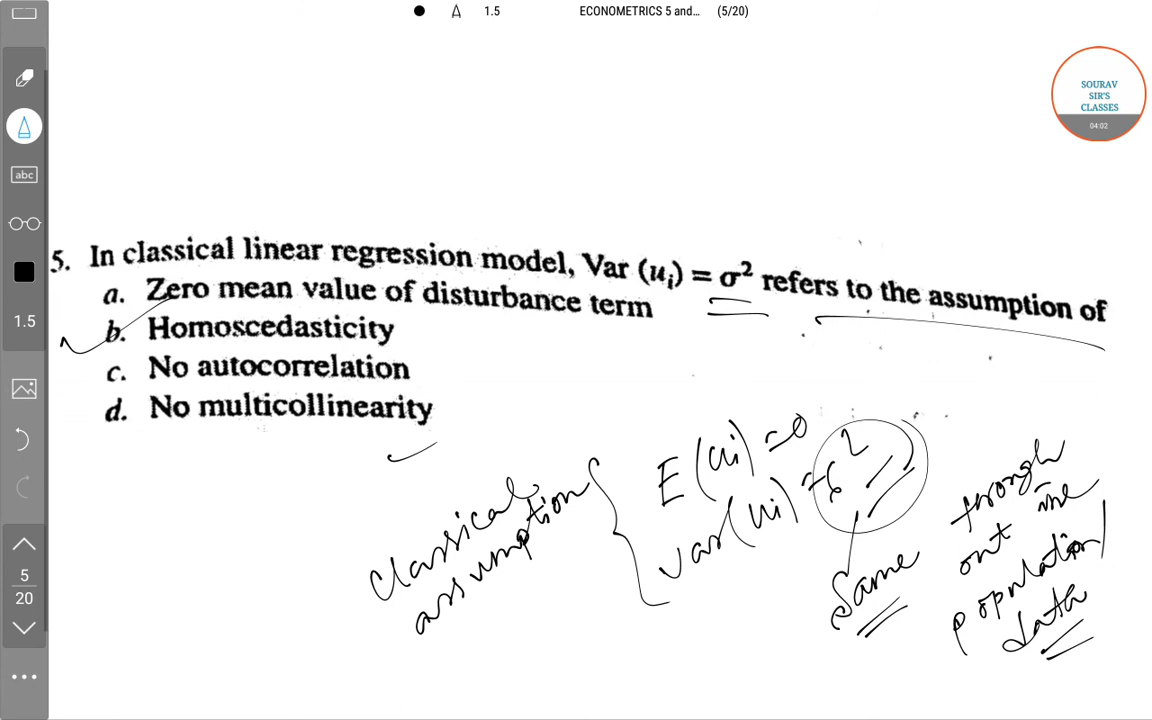 1.5 ECONOMETRICS 5 and... (5/20)
SOURAV
SIR'S
CLASSES
04:02
abc
1.5
5
20
5. In classical linear regression model, Var (uᵢ) = σ² refers to the assumption of
a. Zero mean value of disturbance term
b. Homoscedasticity
c. No autocorrelation
d. No multicollinearity
classical
assumption
E(ui) = 0
var(ui) = σ²
Same
through
out the
population
data